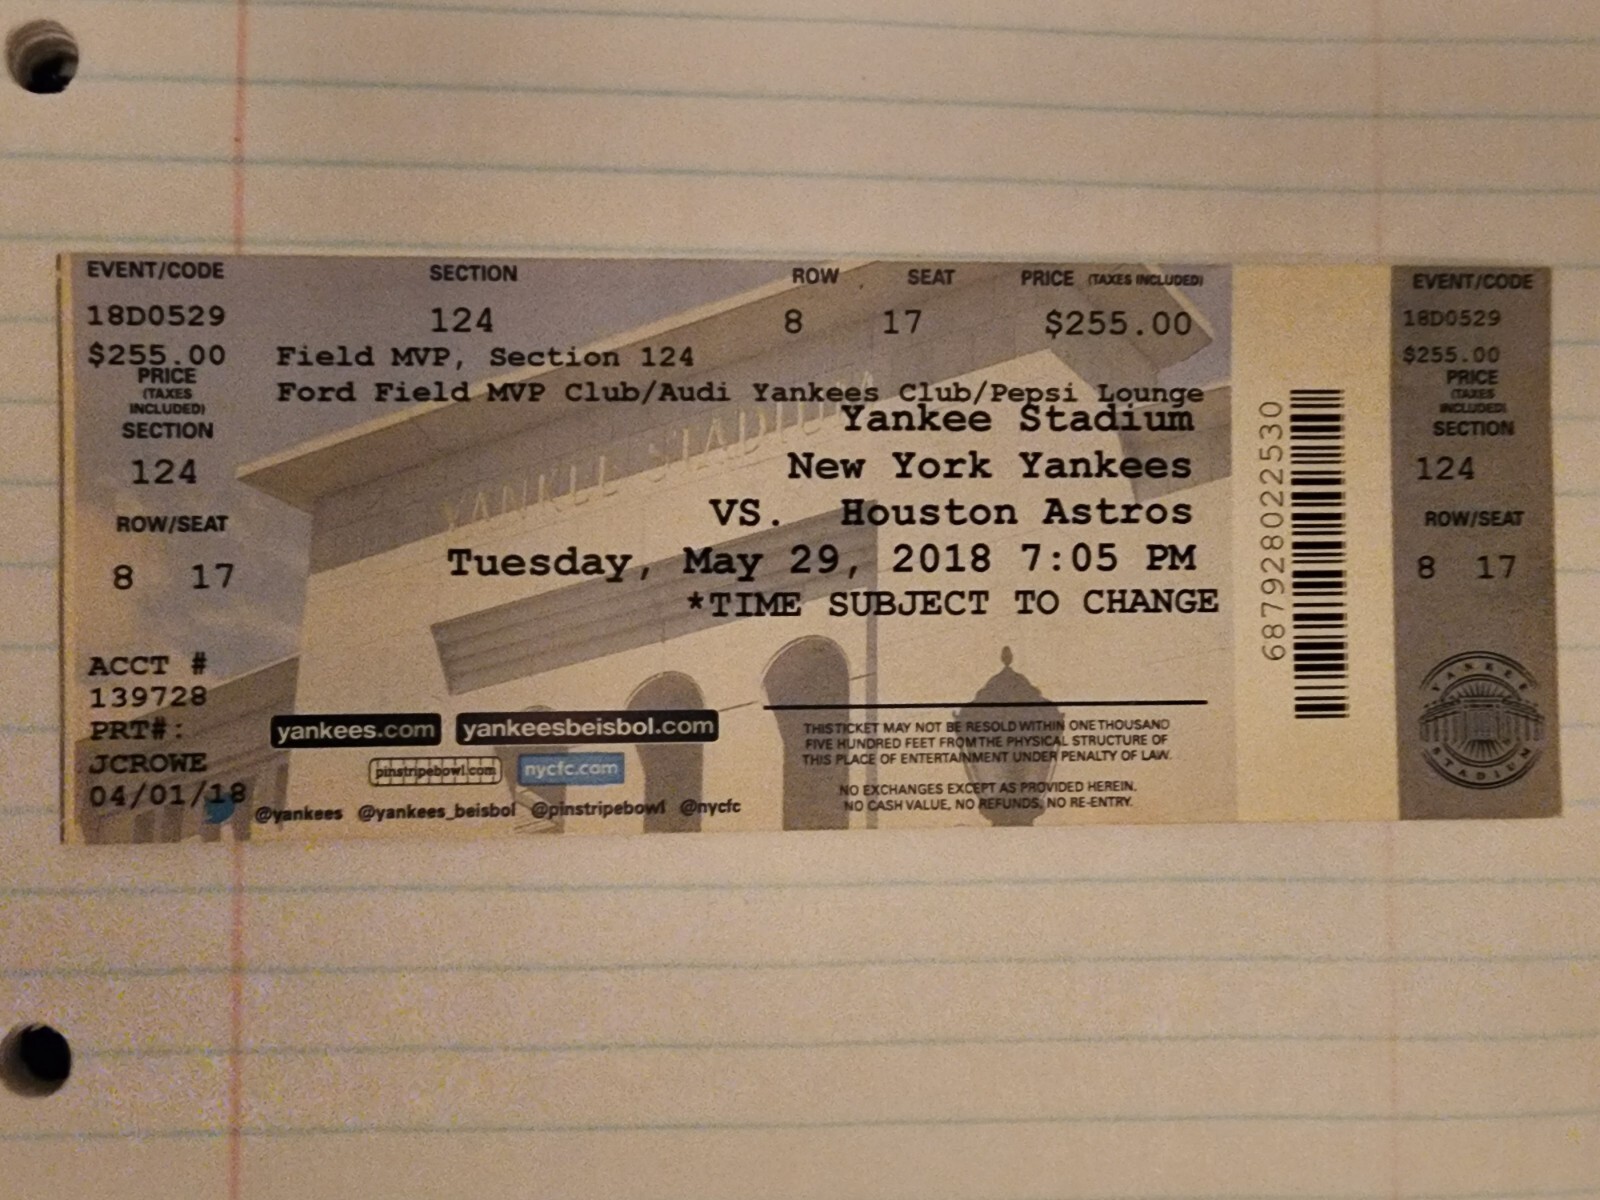 EVENT/CODE SECTION ROW SEAT PRICE (TAXES INCLUDED)
18D0529 124 8 17 $255.00
$255.00 Field MVP, Section 124
PRICE
(TAXES
INCLUDED)
Ford Field MVP Club/Audi Yankees Club/Pepsi Lounge
SECTION
124
ROW/SEAT
8 17
YANKEE STADIUM
Yankee Stadium
New York Yankees
VS. Houston Astros
Tuesday, May 29, 2018 7:05 PM
*TIME SUBJECT TO CHANGE
ACCT #
139728
PRT#:
JCROWE
04/01/18
yankees.com yankeesbeisbol.com
pinstripebowl.com nycfc.com
@yankees @yankees_beisbol @pinstripebowl @nycfc
THIS TICKET MAY NOT BE RESOLD WITHIN ONE THOUSAND
FIVE HUNDRED FEET FROM THE PHYSICAL STRUCTURE OF
THIS PLACE OF ENTERTAINMENT UNDER PENALTY OF LAW.
NO EXCHANGES EXCEPT AS PROVIDED HEREIN.
NO CASH VALUE, NO REFUNDS, NO RE-ENTRY.
6879280022530
EVENT/CODE
18D0529
$255.00
PRICE
(TAXES
INCLUDED)
SECTION
124
ROW/SEAT
8 17
YANKEE
STADIUM